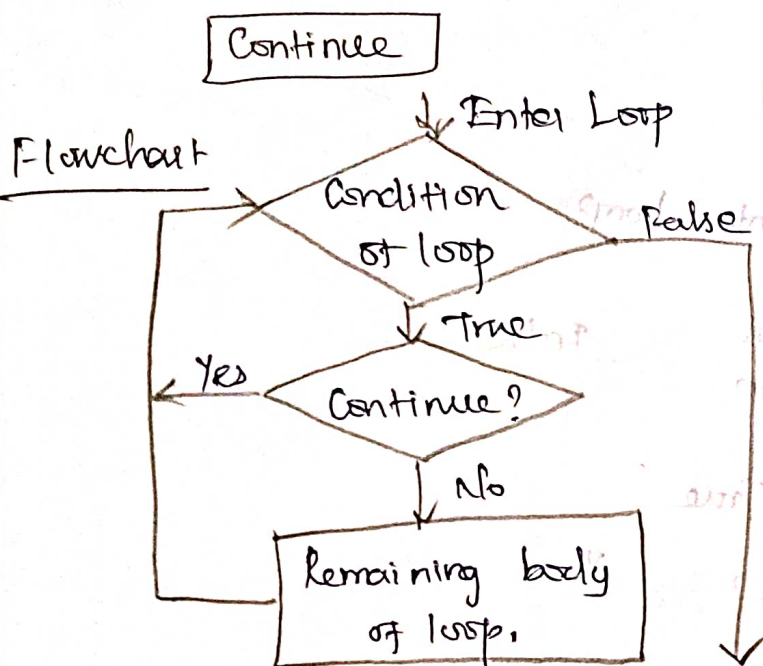 Continue
Enter Loop
Flowchart
Condition
of loop
False
True
Yes
Continue?
No
Remaining body
of loop.